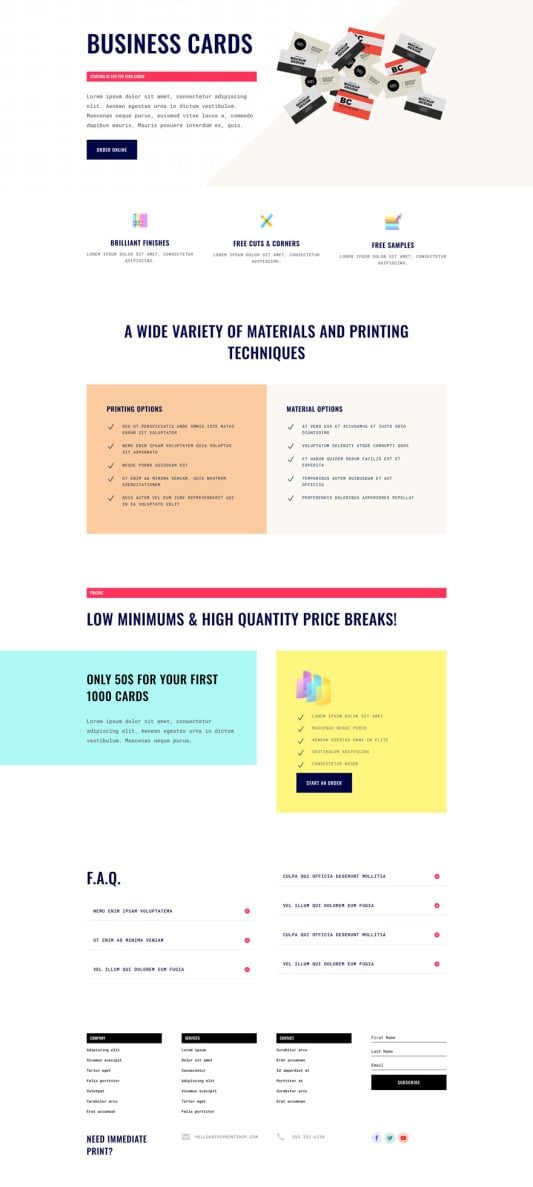 BUSINESS CARDS
STARTING AT 50$ FOR 1000 CARDS
Lorem ipsum dolor sit amet, consectetur adipiscing
elit. Aenean egestas urna in dictum vestibulum.
Maecenas neque purus, euismod vitae lacus a, commodo
dapibus mauris. Mauris posuere interdum ex, quis.
ORDER ONLINE
MOCKUP
DESIGN
BC
BRILLIANT FINISHES
LOREM IPSUM DOLOR SIT AMET, CONSECTETUR
ADIPISCING.
FREE CUTS & CORNERS
LOREM IPSUM DOLOR SIT AMET, CONSECTETUR
ADIPISCING.
FREE SAMPLES
LOREM IPSUM DOLOR SIT AMET, CONSECTETUR
ADIPISCING.
A WIDE VARIETY OF MATERIALS AND PRINTING
TECHNIQUES
PRINTING OPTIONS
SED UT PERSPICIATIS UNDE OMNIS ISTE NATUS
ERROR SIT VOLUPTATEM
NEMO ENIM IPSAM VOLUPTATEM QUIA VOLUPTAS
SIT ASPERNATU
NEQUE PORRO QUISQUAM EST
UT ENIM AD MINIMA VENIAM, QUIS NOSTRUM
EXERCITATIONEM
QUIS AUTEM VEL EUM IURE REPREHENDERIT QUI
IN EA VOLUPTATE VELIT
MATERIAL OPTIONS
AT VERO EOS ET ACCUSAMUS ET IUSTO ODIO
DIGNISSIMO
VOLUPTATUM DELENITI ATQUE CORRUPTI QUOS
ET HARUM QUIDEM RERUM FACILIS EST ET
EXPEDITA
TEMPORIBUS AUTEM QUIBUSDAM ET AUT
OFFICIIS
PERFERENDIS DOLORIBUS ASPERIORES REPELLAT
PRICING
LOW MINIMUMS & HIGH QUANTITY PRICE BREAKS!
ONLY 50$ FOR YOUR FIRST
1000 CARDS
Lorem ipsum dolor sit amet, consectetur
adipiscing elit. Aenean egestas urna in dictum
vestibulum. Maecenas neque purus,
LOREM IPSUM DOLOR SIT AMET
MAECENAS NEQUE PURUS
AENEAN EGESTAS URNA IN ELITE
VESTIBULUM ADIPISCING
CONSECTETUR NEQUE
START AN ORDER
F.A.Q.
NEMO ENIM IPSAM VOLUPTATEMA
UT ENIM AD MINIMA VENIAM
VEL ILLUM QUI DOLOREM EUM FUGIA
CULPA QUI OFFICIA DESERUNT MOLLITIA
VEL ILLUM QUI DOLOREM EUM FUGIA
CULPA QUI OFFICIA DESERUNT MOLLITIA
VEL ILLUM QUI DOLOREM EUM FUGIA
COMPANY
Adipiscing elit
Vivamus suscipit
Tortor eget
Felis porttitor
Volutpat
Curabitur arcu
Erat accumsan
SERVICES
Lorem ipsum
Dolor sit amet
Consectetur
Adipiscing elit
Vivamus suscipit
Tortor eget
Felis porttitor
CONTACT
Curabitur arcu
Erat accumsan
Id imperdiet et
Porttitor at
Curabitur arcu
Erat accumsan
First Name
Last Name
Email
SUBSCRIBE
NEED IMMEDIATE
PRINT?
HELLO@DIVIPRINTSHOP.COM
255 352-6258